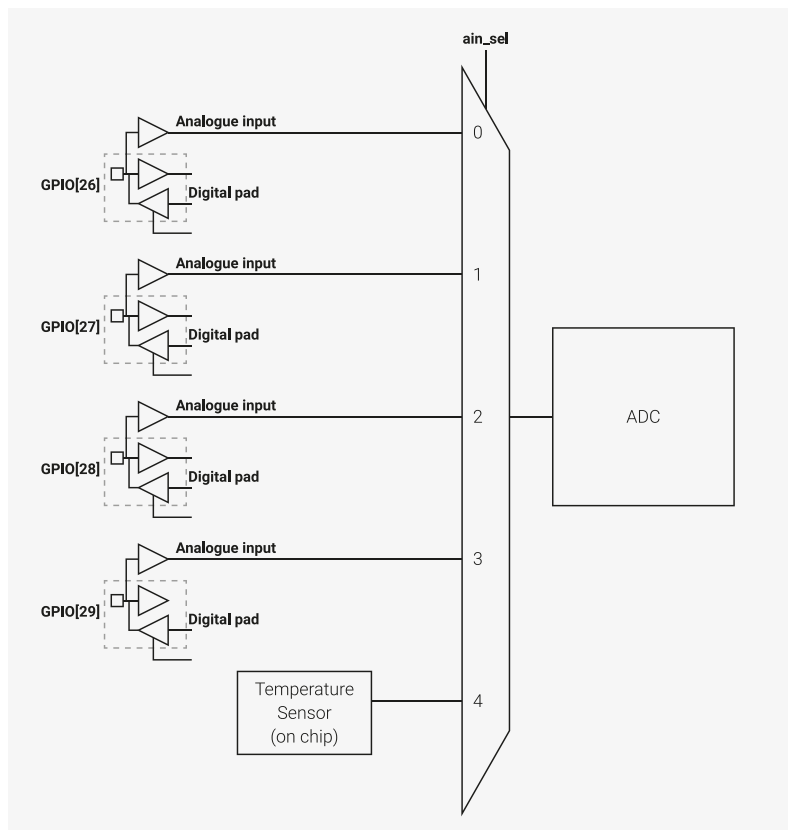 ain_sel
Analogue input
0
GPIO[26]
Digital pad
Analogue input
1
GPIO[27]
Digital pad
Analogue input
2
ADC
GPIO[28]
Digital pad
Analogue input
3
GPIO[29]
Digital pad
Temperature
Sensor
(on chip)
4